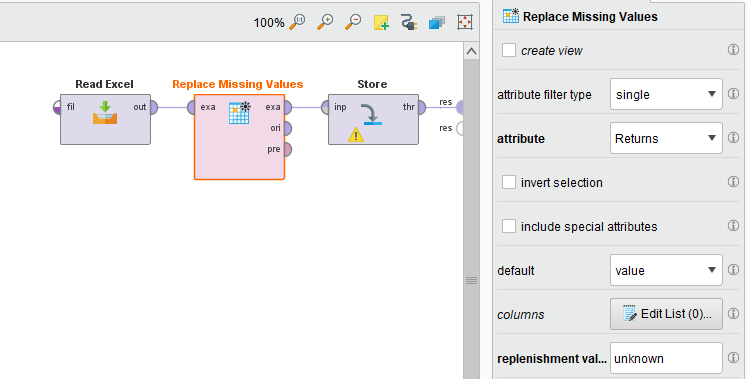 100%
Read Excel
fil
out
Replace Missing Values
exa
exa
ori
pre
Store
inp
thr
res
res
Replace Missing Values
create view
attribute filter type
single
attribute
Returns
invert selection
include special attributes
default
value
columns
Edit List (0)...
replenishment val...
unknown